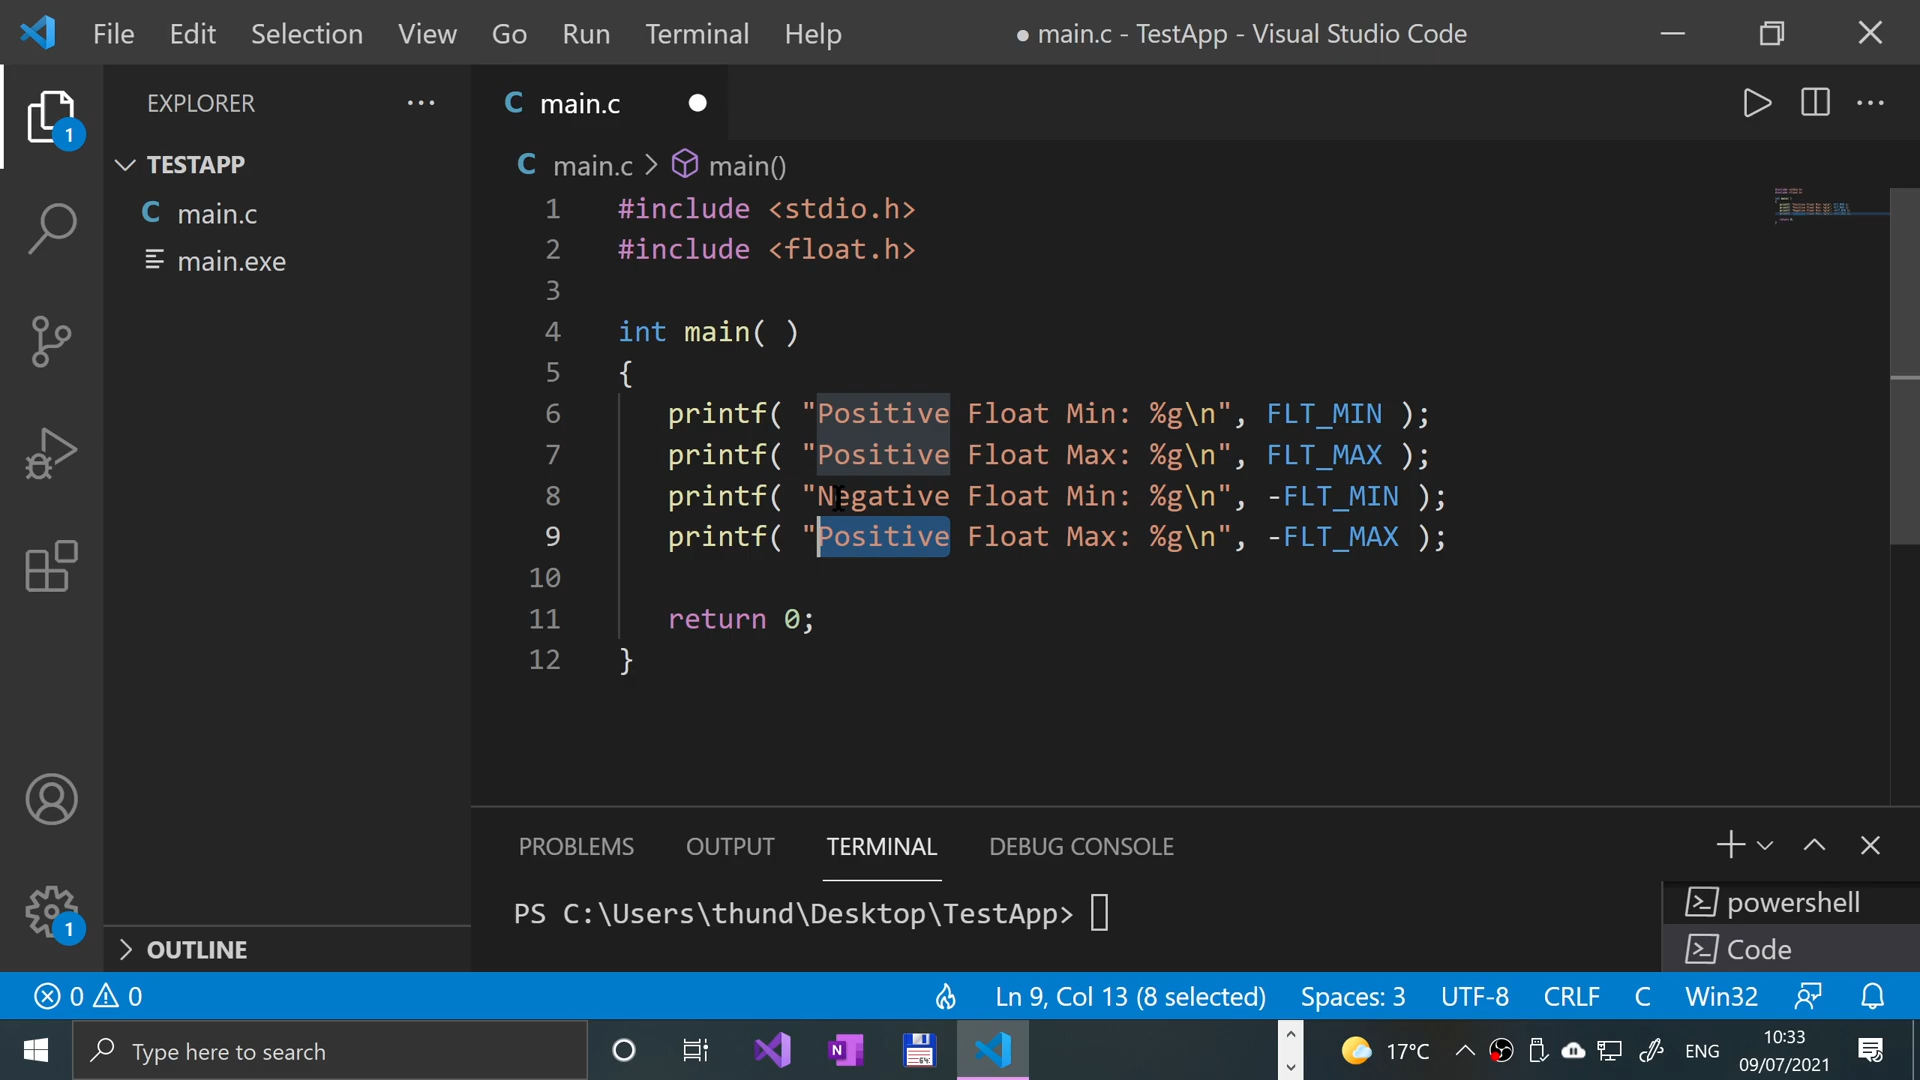 File Edit Selection View Go Run Terminal Help ● main.c - TestApp - Visual Studio Code
EXPLORER ···
TESTAPP
main.c
main.exe
OUTLINE
1
1
C main.c
C main.c > main()
1 #include <stdio.h>
2 #include <float.h>
3
4 int main( )
5 {
6 printf( "Positive Float Min: %g\n", FLT_MIN );
7 printf( "Positive Float Max: %g\n", FLT_MAX );
8 printf( "Negative Float Min: %g\n", -FLT_MIN );
9 printf( "Positive Float Max: %g\n", -FLT_MAX );
10
11 return 0;
12 }
PROBLEMS OUTPUT TERMINAL DEBUG CONSOLE
PS C:\Users\thund\Desktop\TestApp>
powershell
Code
0 0 Ln 9, Col 13 (8 selected) Spaces: 3 UTF-8 CRLF C Win32
Type here to search 17°C ENG 10:33
09/07/2021